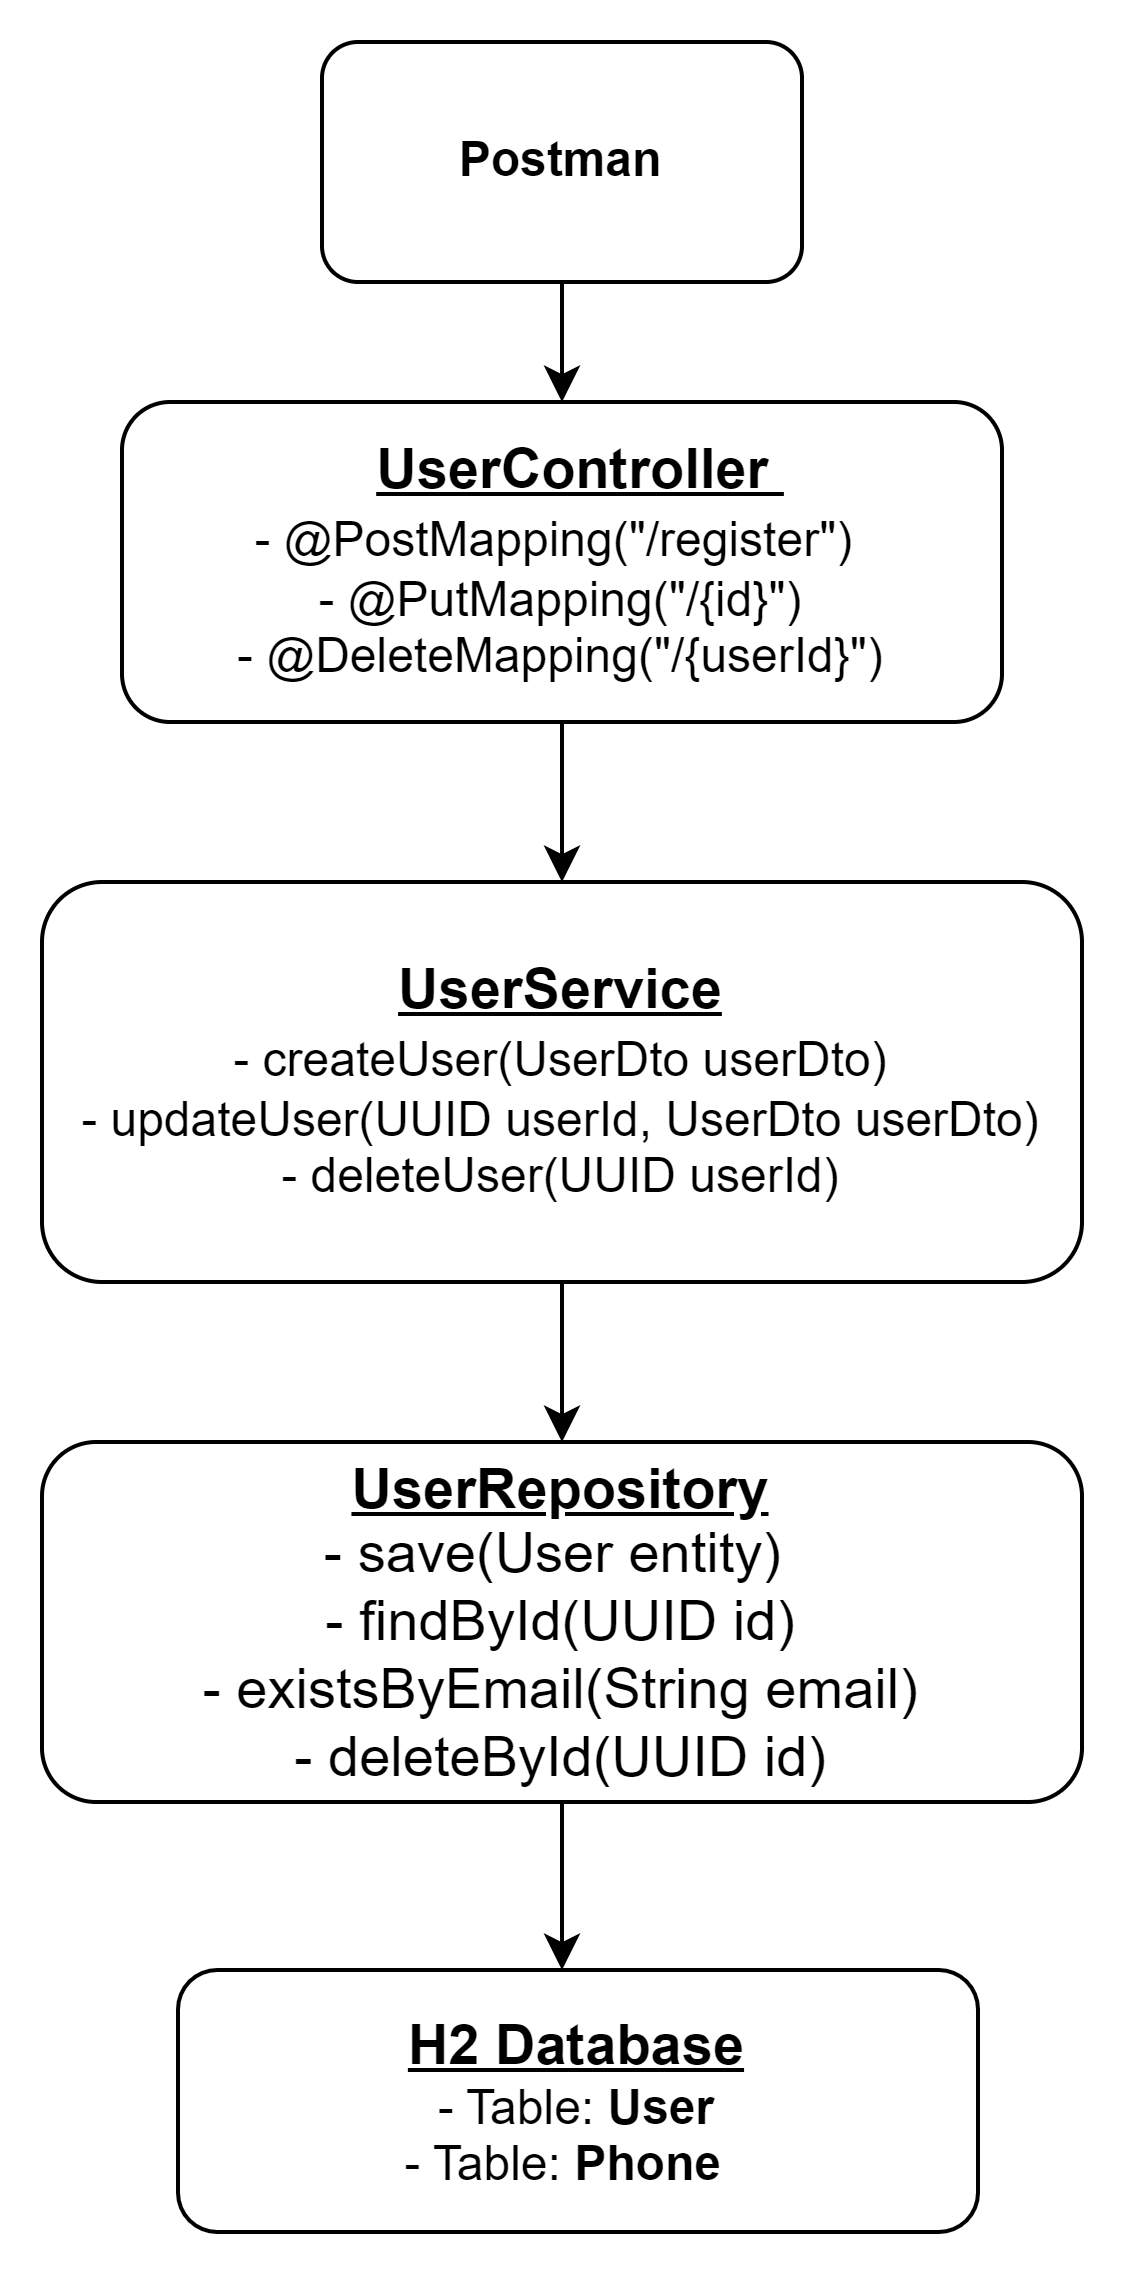 Postman
UserController
- @PostMapping("/register")
- @PutMapping("/{id}")
- @DeleteMapping("/{userId}")
UserService
- createUser(UserDto userDto)
- updateUser(UUID userId, UserDto userDto)
- deleteUser(UUID userId)
UserRepository
- save(User entity)
- findById(UUID id)
- existsByEmail(String email)
- deleteById(UUID id)
H2 Database
- Table: User
- Table: Phone